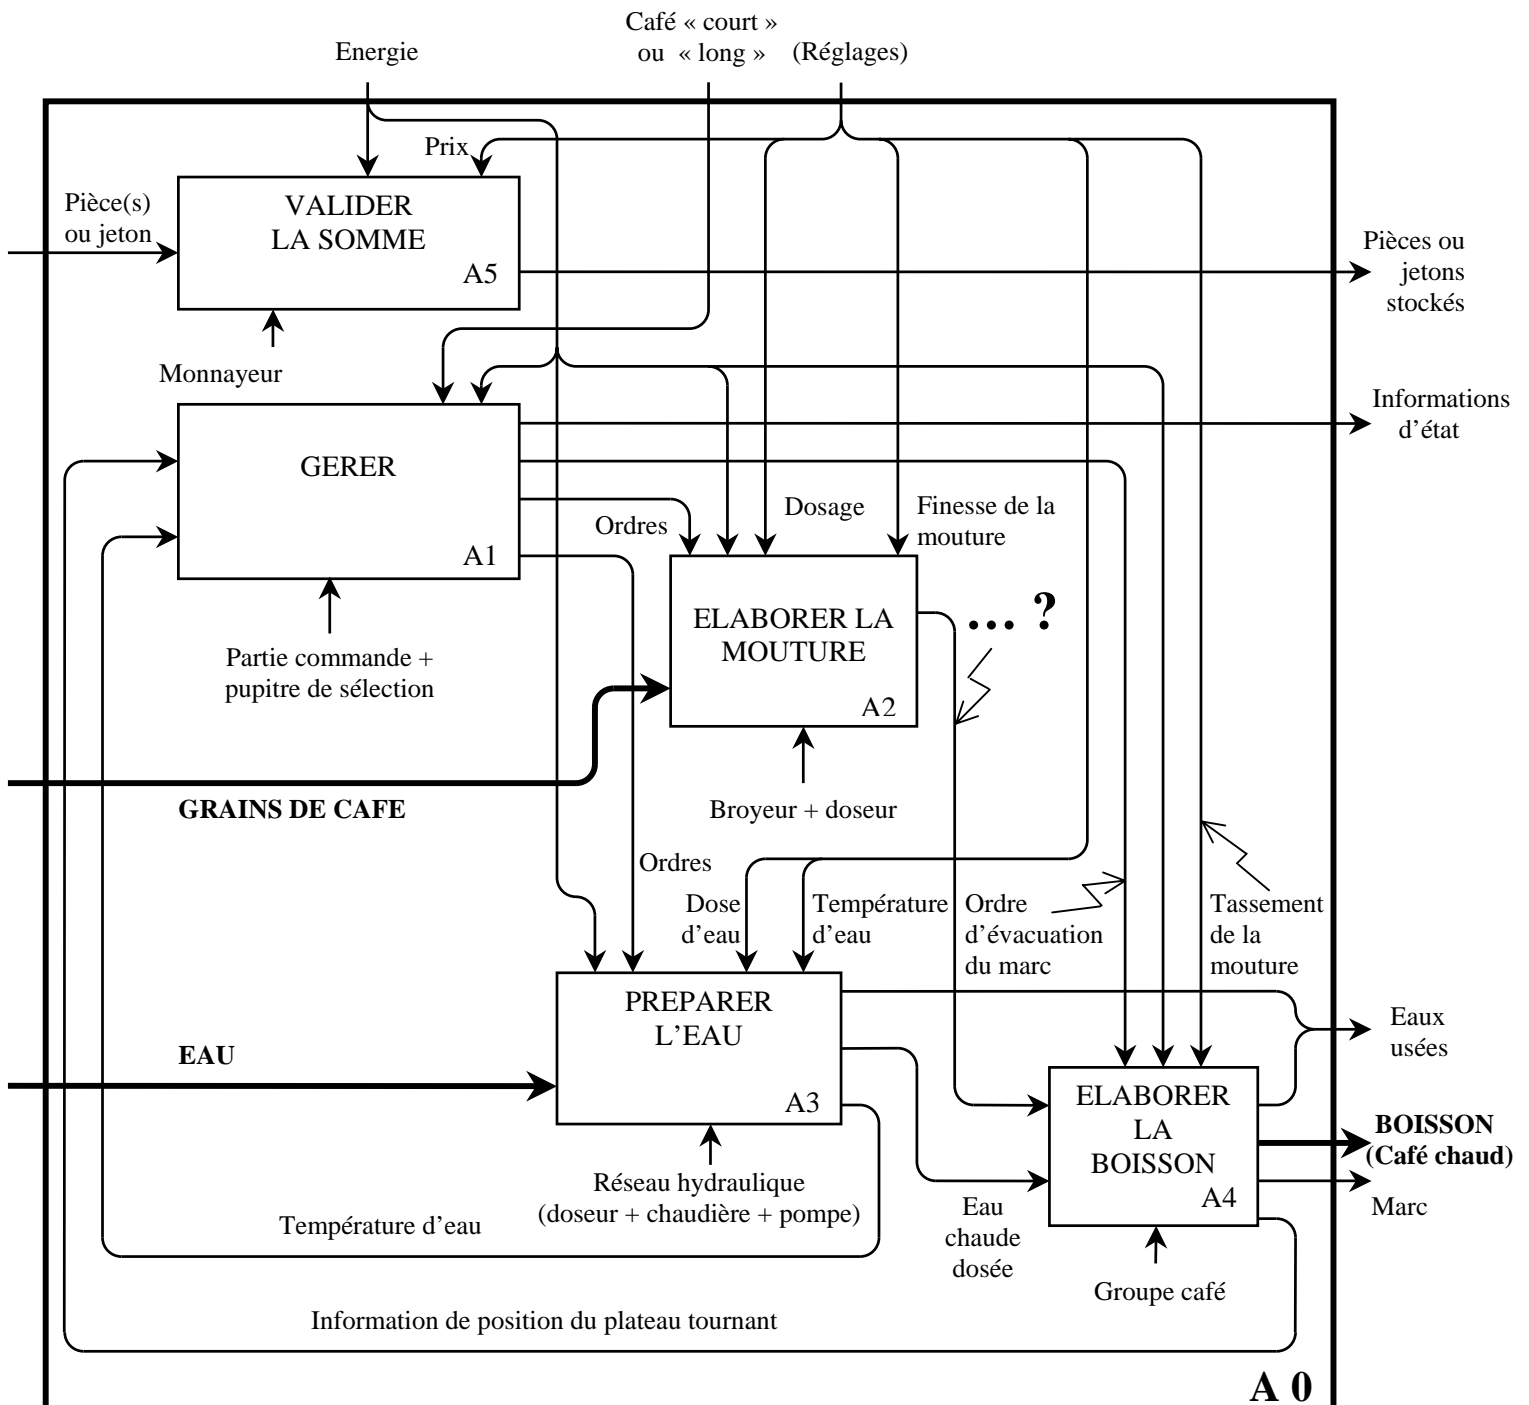 Café « court »
ou « long »
(Réglages)
Energie
Prix
Pièce(s)
ou jeton
VALIDER
LA SOMME
A5
Pièces ou
jetons
stockés
Monnayeur
Informations
d’état
GERER
A1
Ordres
Dosage
Finesse de la
mouture
Partie commande +
pupitre de sélection
ELABORER LA
MOUTURE
A2
... ?
GRAINS DE CAFE
Broyeur + doseur
Ordres
Dose
d'eau
Température
d'eau
Ordre
d’évacuation
du marc
Tassement
de la
mouture
PREPARER
L’EAU
A3
EAU
Eaux
usées
ELABORER
LA
BOISSON
A4
BOISSON
(Café chaud)
Marc
Réseau hydraulique
(doseur + chaudière + pompe)
Température d’eau
Eau
chaude
dosée
Groupe café
Information de position du plateau tournant
A 0